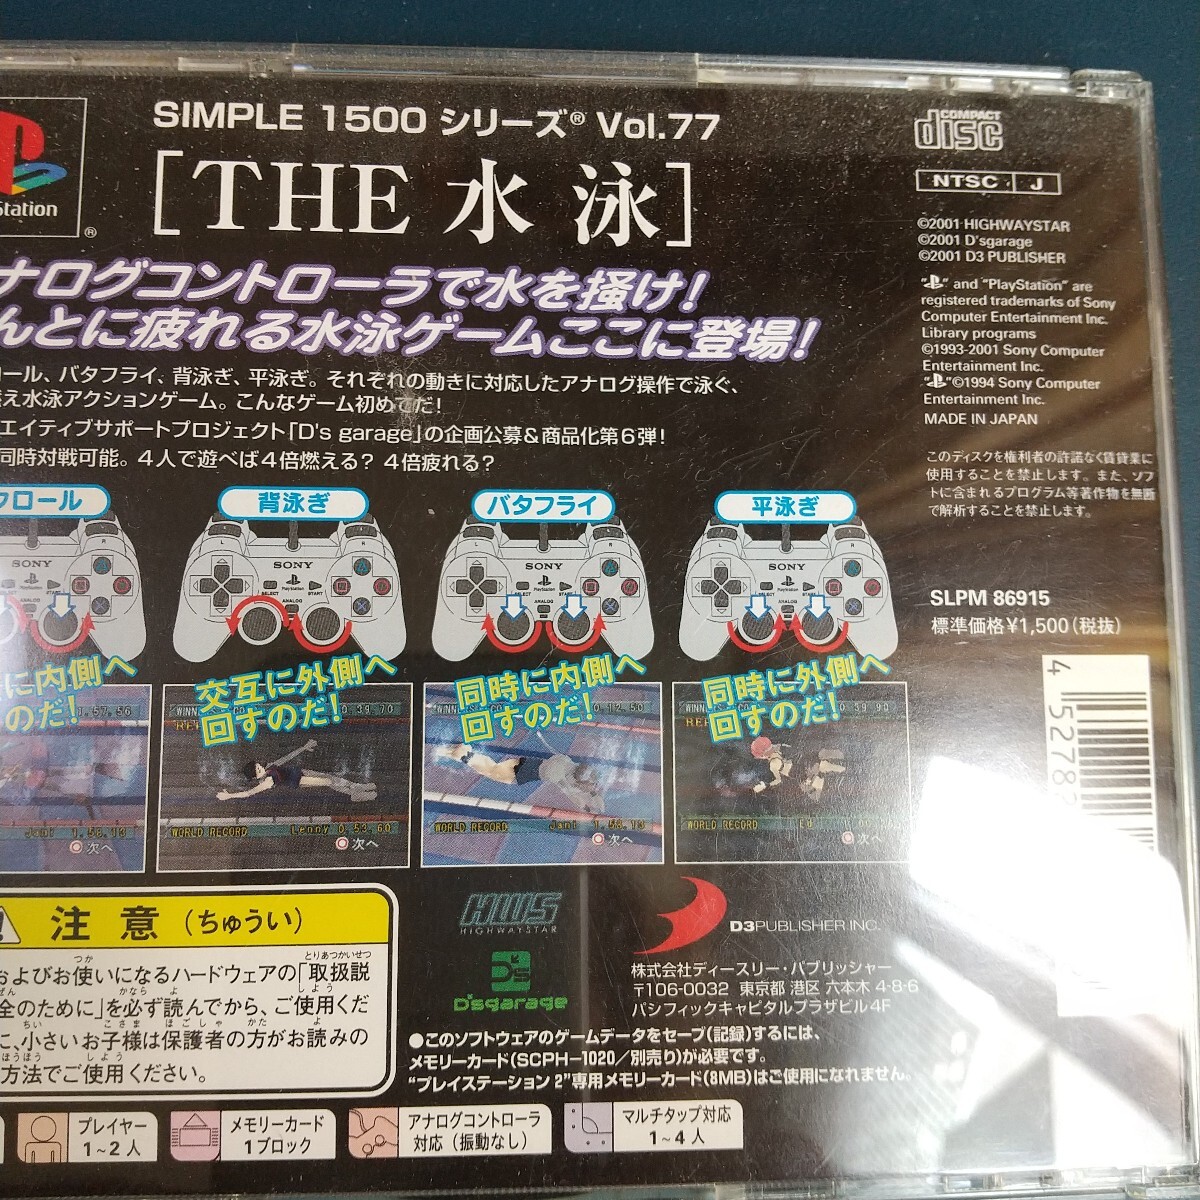 SIMPLE 1500 シリーズ® Vol.77
[THE 水 泳]
Station
®
ナログコントローラで水を掻け!
んとに疲れる水泳ゲームここに登場!
ール、バタフライ、背泳ぎ、平泳ぎ。それぞれの動きに対応したアナログ操作で泳ぐ、
え水泳アクションゲーム。こんなゲーム初めてだ!
エイティブサポートプロジェクト「D's garage」の企画公募&商品化第6弾!
同時対戦可能。4人で遊べば4倍燃える? 4倍疲れる?
クロール
背泳ぎ
バタフライ
平泳ぎ
SONY
SONY
SONY
に内側へ
のだ!
交互に外側へ
回すのだ!
同時に内側へ
回すのだ!
同時に外側へ
回すのだ!
WORLD RECORD Lenny 0.53.60
WORLD RECORD Jani 1.58.13
WORLD RECORD Ed
Jani 1.58.13
次へ
次へ
次へ
次へ
COMPACT
disc
NTSC J
©2001 HIGHWAYSTAR
©2001 D'sgarage
©2001 D3 PUBLISHER
" " and "PlayStation" are
registered trademarks of Sony
Computer Entertainment Inc.
Library programs
©1993-2001 Sony Computer
Entertainment Inc.
" "©1994 Sony Computer
Entertainment Inc.
MADE IN JAPAN
このディスクを権利者の許諾なく賃貸業に
使用することを禁止します。また、ソフ
トに含まれるプログラム等著作物を無断
で解析することを禁止します。
SLPM 86915
標準価格¥1,500(税抜)
4 5278
注 意 (ちゅうい)
およびお使いになるハードウェアの「取扱説
全のために」を必ず読んでから、ご使用くだ
に、小さいお子様は保護者の方がお読みの
方法でご使用ください。
HWS
HIGHWAYSTAR
D's
D'sgarage
D3PUBLISHER INC.
株式会社ディースリー・パブリッシャー
〒106-0032 東京都 港区 六本木 4-8-6
パシフィックキャピタルプラザビル4F
●このソフトウェアのゲームデータをセーブ(記録)するには、
メモリーカード(SCPH-1020/別売り)が必要です。
"プレイステーション 2"専用メモリーカード(8MB)はご使用になれません。
プレイヤー
1~2人
メモリーカード
1ブロック
アナログコントローラ
対応(振動なし)
マルチタップ対応
1~4人